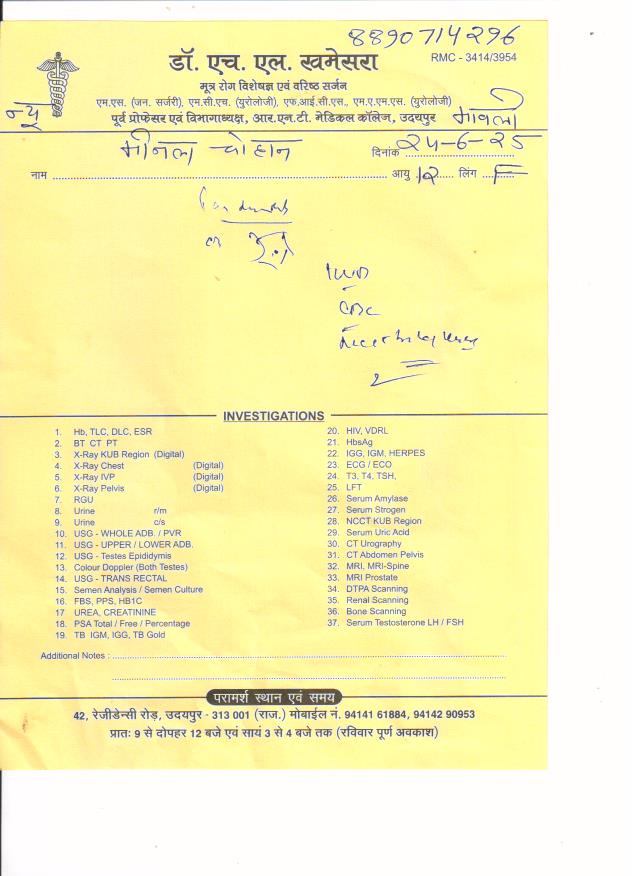 8890714296
डॉ. एच. एल. खमेसरा
RMC - 3414/3954
मूत्र रोग विशेषज्ञ एवं वरिष्ठ सर्जन
एम.एस. (जन. सर्जरी), एम.सी.एच. (युरोलोजी), एफ.आई.सी.एस., एम.ए.एम.एस. (युरोलोजी)
न्यू पूर्व प्रोफेसर एवं विभागाध्यक्ष, आर.एन.टी. मेडिकल कॉलेज, उदयपुर मावली
दिनांक 24-6-25
नाम चौहान आयु 12 लिंग F
CBC
INVESTIGATIONS
1. Hb, TLC, DLC, ESR
2. BT CT PT
3. X-Ray KUB Region (Digital)
4. X-Ray Chest (Digital)
5. X-Ray IVP (Digital)
6. X-Ray Pelvis (Digital)
7. RGU
8. Urine r/m
9. Urine c/s
10. USG - WHOLE ADB. / PVR
11. USG - UPPER / LOWER ADB.
12. USG - Testes Epididymis
13. Colour Doppler (Both Testes)
14. USG - TRANS RECTAL
15. Semen Analysis / Semen Culture
16. FBS, PPS, HB1C
17. UREA, CREATININE
18. PSA Total / Free / Percentage
19. TB IGM, IGG, TB Gold
20. HIV, VDRL
21. HbsAg
22. IGG, IGM, HERPES
23. ECG / ECO
24. T3, T4, TSH,
25. LFT
26. Serum Amylase
27. Serum Strogen
28. NCCT KUB Region
29. Serum Uric Acid
30. CT Urography
31. CT Abdomen Pelvis
32. MRI, MRI-Spine
33. MRI Prostate
34. DTPA Scanning
35. Renal Scanning
36. Bone Scanning
37. Serum Testosterone LH / FSH
Additional Notes :
परामर्श स्थान एवं समय
42, रेजीडेन्सी रोड़, उदयपुर - 313 001 (राज.) मोबाईल नं. 94141 61884, 94142 90953
प्रातः 9 से दोपहर 12 बजे एवं सायं 3 से 4 बजे तक (रविवार पूर्ण अवकाश)